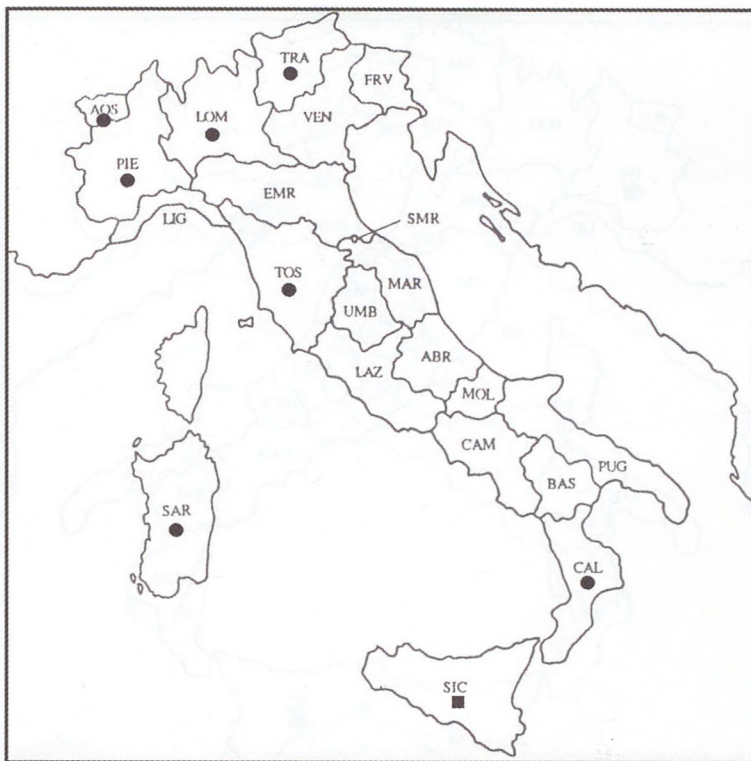 TRA
FRV
AOS
LOM
VEN
PIE
EMR
LIG
SMR
TOS
MAR
UMB
ABR
LAZ
MOL
CAM
PUG
BAS
SAR
CAL
SIC